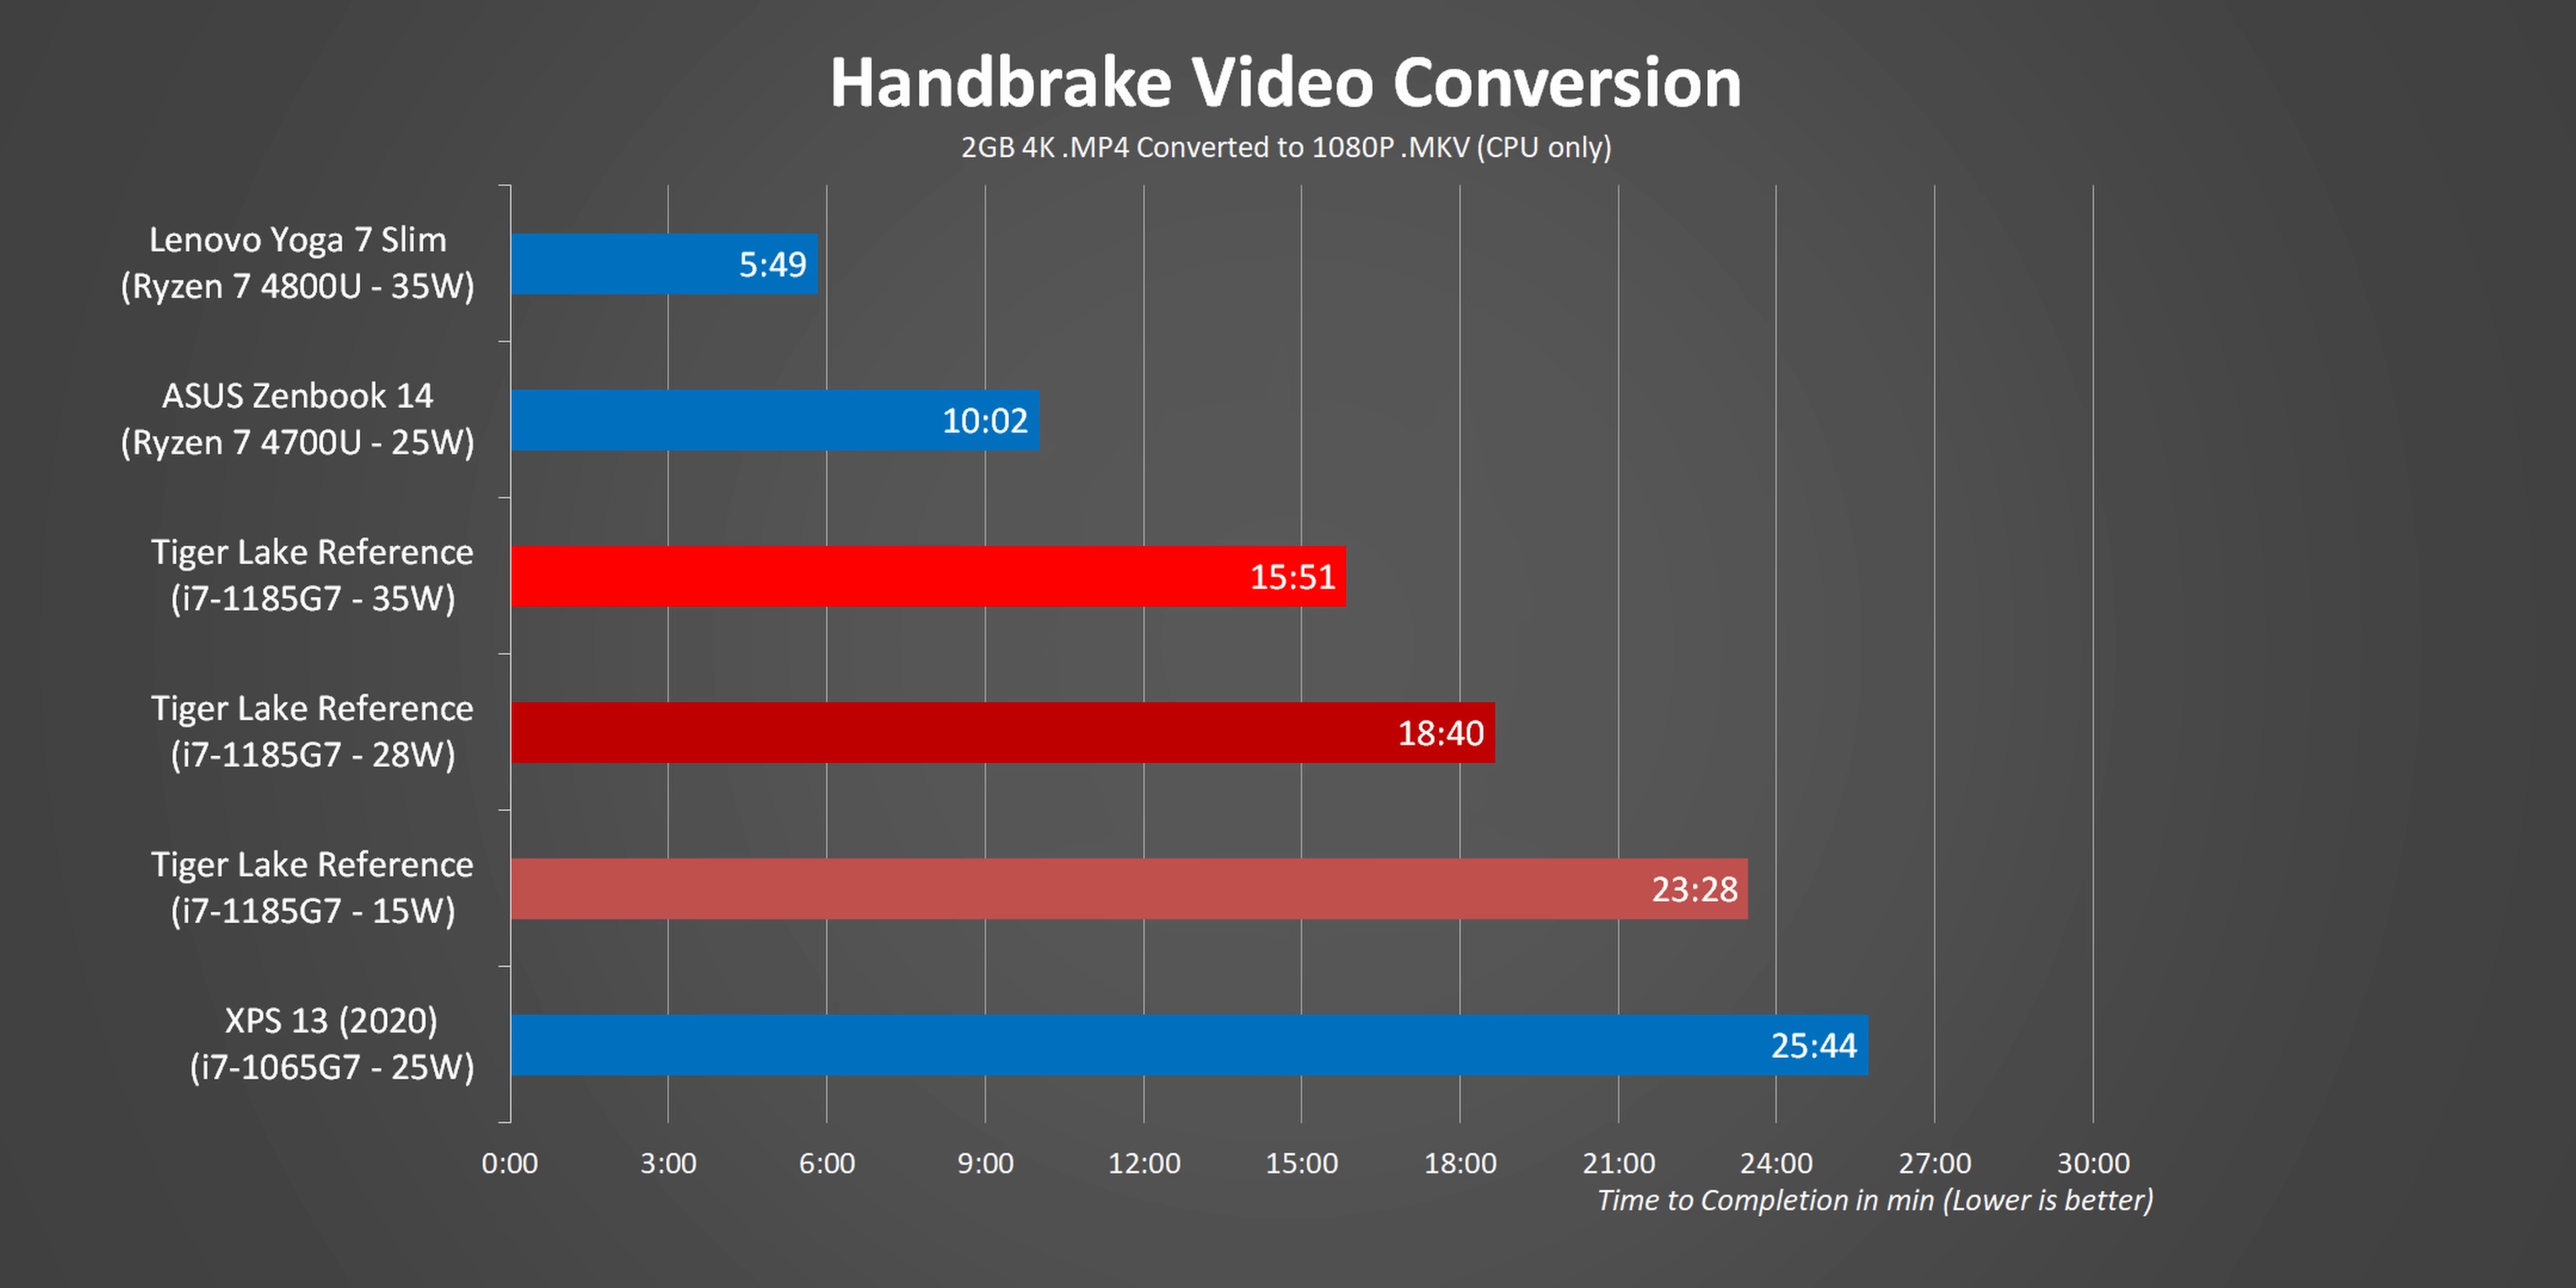 Handbrake Video Conversion
2GB 4K .MP4 Converted to 1080P .MKV (CPU only)
Lenovo Yoga 7 Slim
(Ryzen 7 4800U - 35W)
5:49
ASUS Zenbook 14
(Ryzen 7 4700U - 25W)
10:02
Tiger Lake Reference
(i7-1185G7 - 35W)
15:51
Tiger Lake Reference
(i7-1185G7 - 28W)
18:40
Tiger Lake Reference
(i7-1185G7 - 15W)
23:28
XPS 13 (2020)
(i7-1065G7 - 25W)
25:44
0:00 3:00 6:00 9:00 12:00 15:00 18:00 21:00 24:00 27:00 30:00
Time to Completion in min (Lower is better)